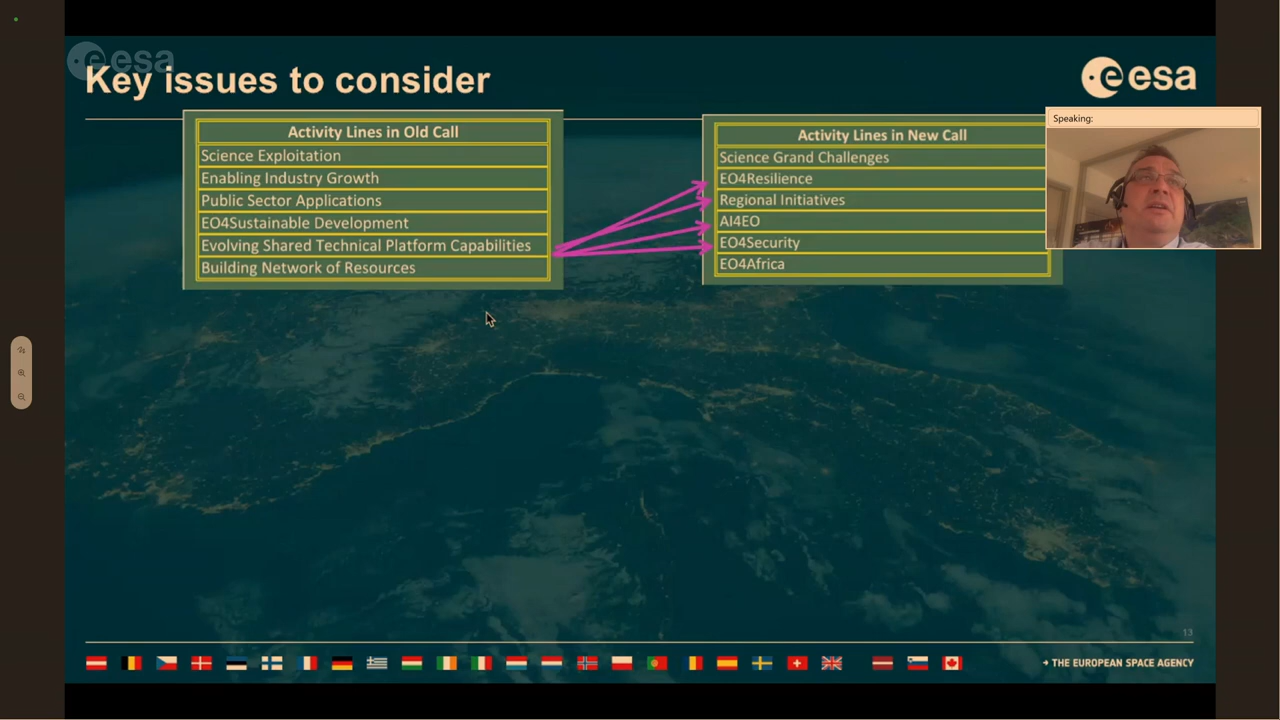 esa
Key issues to consider
esa
Activity Lines in Old Call
Science Exploitation
Enabling Industry Growth
Public Sector Applications
EO4Sustainable Development
Evolving Shared Technical Platform Capabilities
Building Network of Resources
Activity Lines in New Call
Science Grand Challenges
EO4Resilience
Regional Initiatives
AI4EO
EO4Security
EO4Africa
Speaking:
13
→ THE EUROPEAN SPACE AGENCY